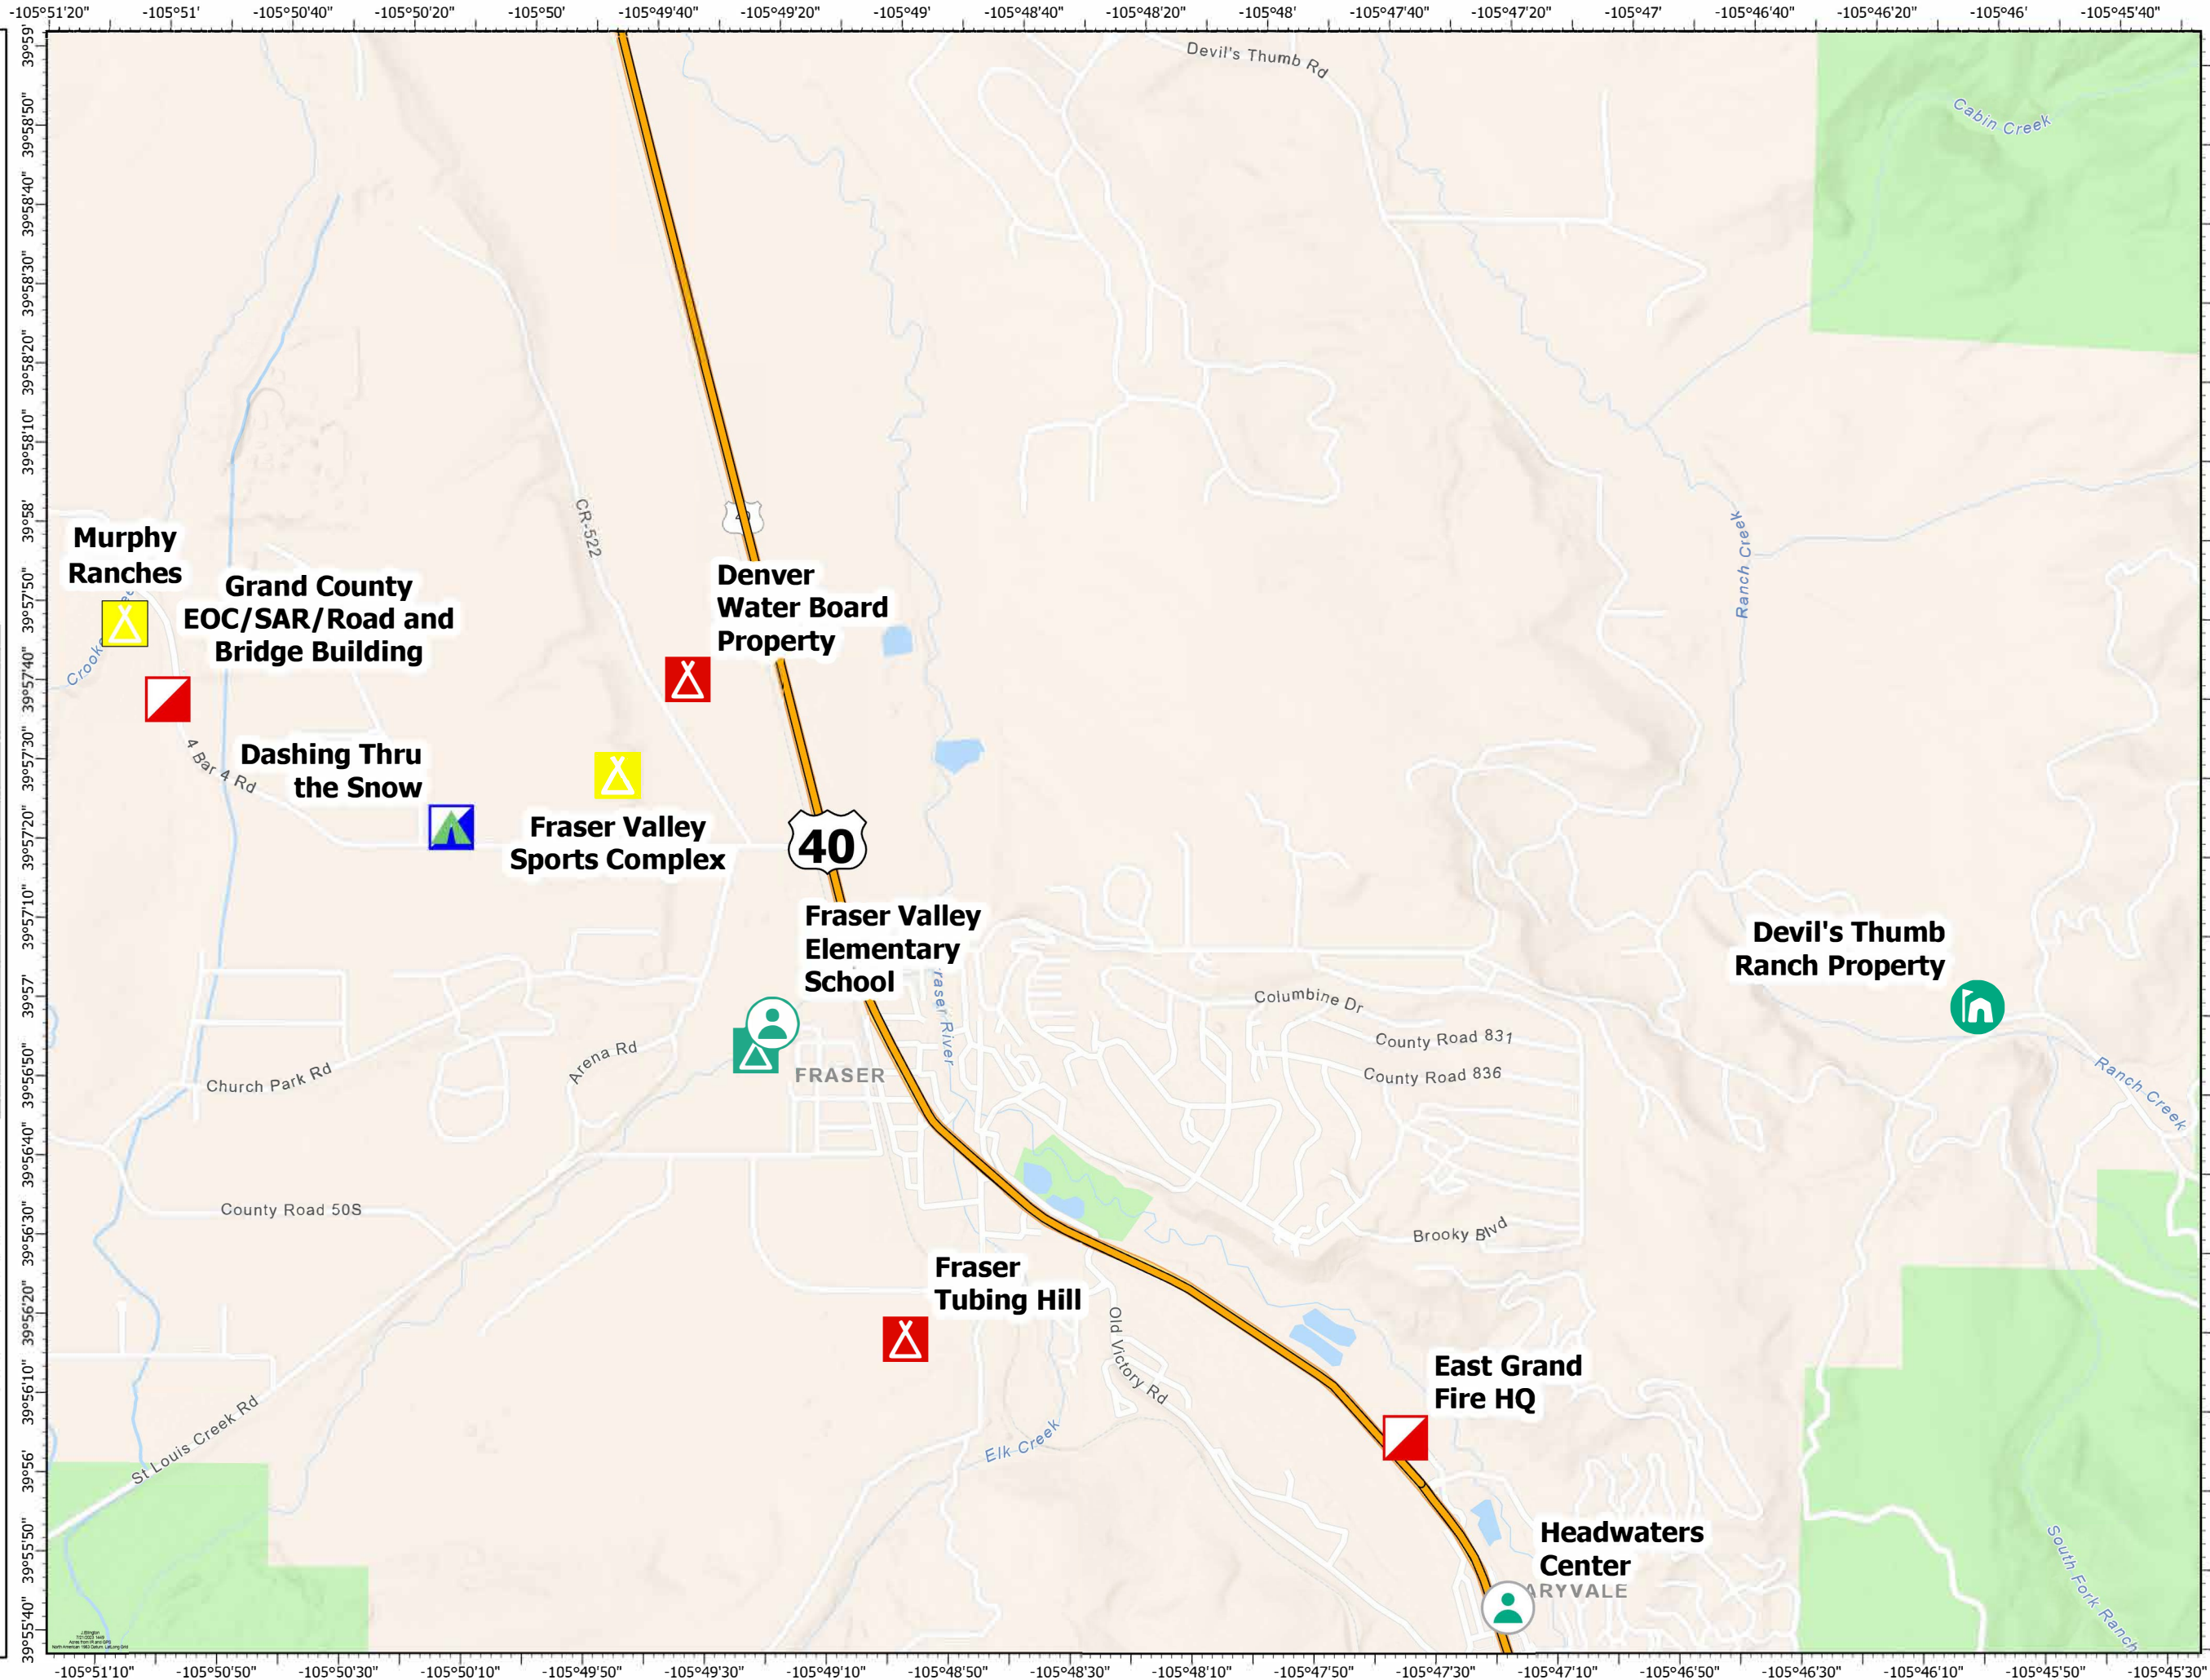 -105°51'20" -105°51' -105°50'40" -105°50'20" -105°50' -105°49'40" -105°49'20" -105°49' -105°48'40" -105°48'20" -105°48' -105°47'40" -105°47'20" -105°47' -105°46'40" -105°46'20" -105°46' -105°45'40"
39°59'
39°58'50"
39°58'40"
39°58'30"
39°58'20"
39°58'10"
39°58'
39°57'50"
39°57'40"
39°57'30"
39°57'20"
39°57'10"
39°57'
39°56'50"
39°56'40"
39°56'30"
39°56'20"
39°56'10"
39°56'
39°55'50"
39°55'40"
Devil's Thumb Rd
Cabin Creek
CR-522
40
Ranch Creek
Murphy
Ranches
Grand County
EOC/SAR/Road and
Bridge Building
Denver
Water Board
Property
4 Bar 4 Rd
Dashing Thru
the Snow
Fraser Valley
Sports Complex
40
Fraser Valley
Elementary
School
Devil's Thumb
Ranch Property
River
Columbine Dr
County Road 831
County Road 836
FRASER
Arena Rd
Church Park Rd
Ranch Creek
County Road 50S
Brooky Blvd
Fraser
Tubing Hill
Old Victory Rd
East Grand
Fire HQ
St Louis Creek Rd
Elk Creek
Headwaters
Center
ARYVALE
South Fork Ranch
-105°51'10" -105°50'50" -105°50'30" -105°50'10" -105°49'50" -105°49'30" -105°49'10" -105°48'50" -105°48'30" -105°48'10" -105°47'50" -105°47'30" -105°47'10" -105°46'50" -105°46'30" -105°46'10" -105°45'50" -105°45'30"